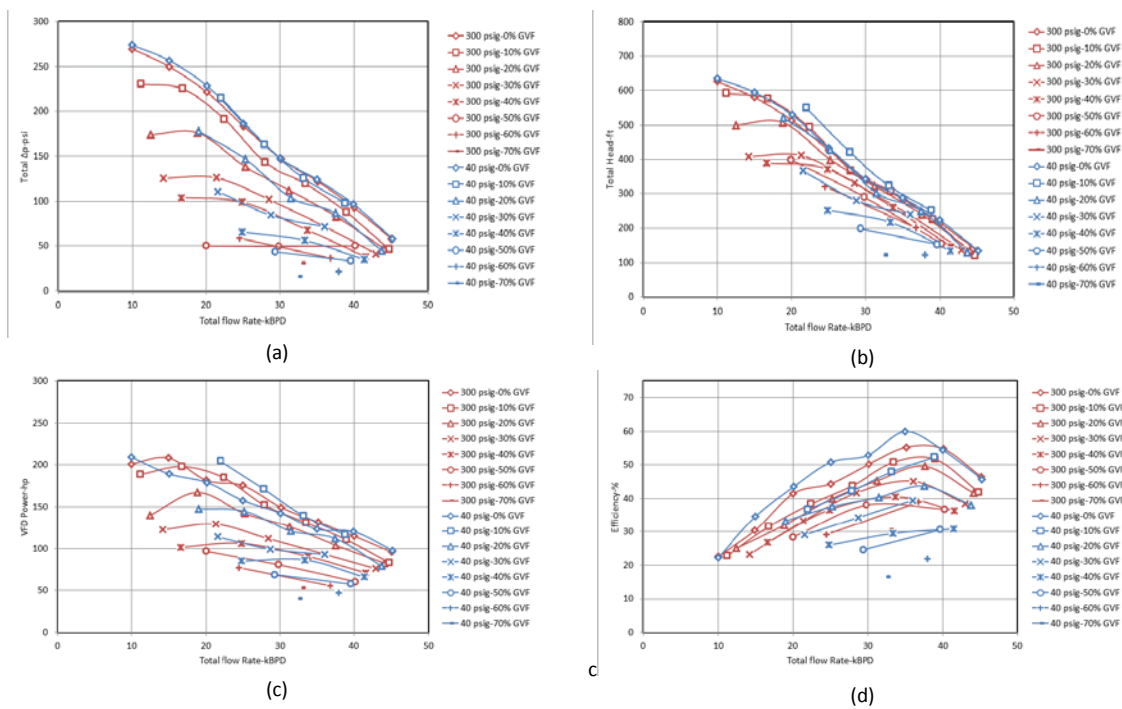 300
250
200
150
100
50
0
0 10 20 30 40 50
Total Δp-psi
Total flow Rate-kBPD
300 psig-0% GVF
300 psig-10% GVF
300 psig-20% GVF
300 psig-30% GVF
300 psig-40% GVF
300 psig-50% GVF
300 psig-60% GVF
300 psig-70% GVF
40 psig-0% GVF
40 psig-10% GVF
40 psig-20% GVF
40 psig-30% GVF
40 psig-40% GVF
40 psig-50% GVF
40 psig-60% GVF
40 psig-70% GVF
(a)
800
700
600
500
400
300
200
100
0
0 10 20 30 40 50
Total Head-ft
Total flow Rate-kBPD
300 psig-0% GVF
300 psig-10% GVF
300 psig-20% GVF
300 psig-30% GVF
300 psig-40% GVF
300 psig-50% GVF
300 psig-60% GVF
300 psig-70% GVF
40 psig-0% GVF
40 psig-10% GVF
40 psig-20% GVF
40 psig-30% GVF
40 psig-40% GVF
40 psig-50% GVF
40 psig-60% GVF
40 psig-70% GVF
(b)
300
250
200
150
100
50
0
0 10 20 30 40 50
VFD Power-hp
Total flow Rate-kBPD
300 psig-0% GVF
300 psig-10% GVF
300 psig-20% GVF
300 psig-30% GVF
300 psig-40% GVF
300 psig-50% GVF
300 psig-60% GVF
300 psig-70% GVF
40 psig-0% GVF
40 psig-10% GVF
40 psig-20% GVF
40 psig-30% GVF
40 psig-40% GVF
40 psig-50% GVF
40 psig-60% GVF
40 psig-70% GVF
(c)
c
70
60
50
40
30
20
10
0
0 10 20 30 40 50
Efficiency-%
Total flow Rate-kBPD
300 psig-0% GVF
300 psig-10% GVI
300 psig-20% GVI
300 psig-30% GVI
300 psig-40% GVI
300 psig-50% GVI
300 psig-60% GVI
300 psig-70% GVI
40 psig-0% GVF
40 psig-10% GVF
40 psig-20% GVF
40 psig-30% GVF
40 psig-40% GVF
40 psig-50% GVF
40 psig-60% GVF
40 psig-70% GVF
(d)